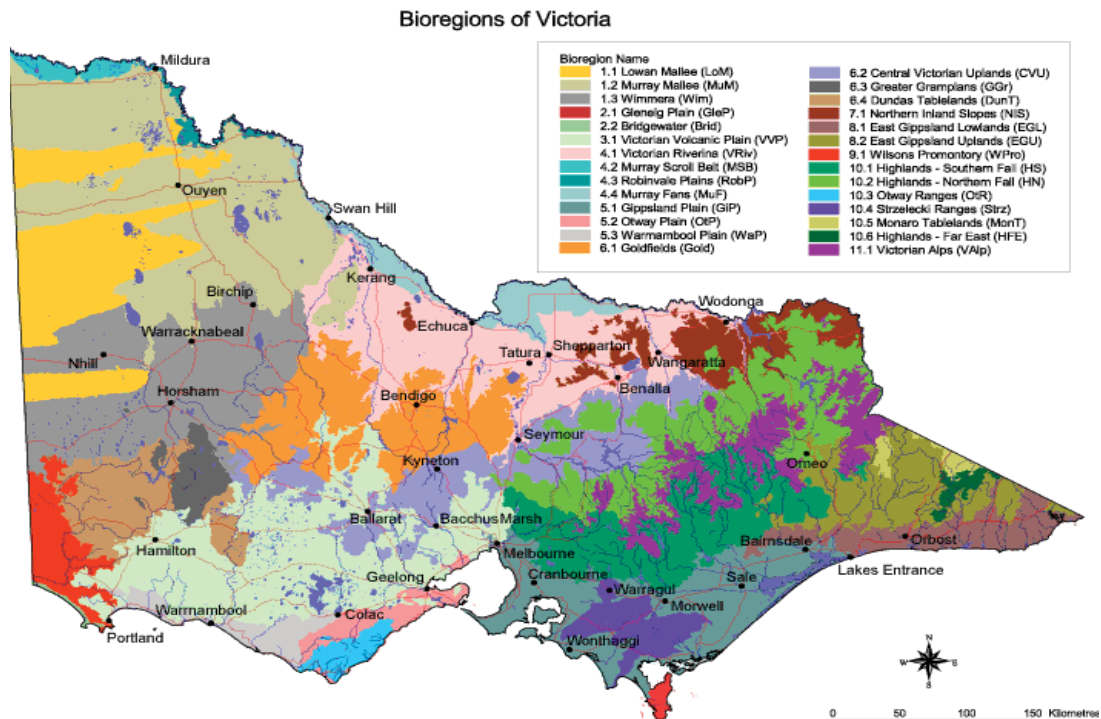 Bioregions of Victoria
Bioregion Name
1.1 Lowan Mallee (LoM)
1.2 Murray Mallee (MuM)
1.3 Wimmera (Wim)
2.1 Glenelg Plain (GleP)
2.2 Bridgewater (Brid)
3.1 Victorian Volcanic Plain (VVP)
4.1 Victorian Riverina (VRiv)
4.2 Murray Scroll Belt (MSB)
4.3 Robinvale Plains (RobP)
4.4 Murray Fans (MuF)
5.1 Gippsland Plain (GiP)
5.2 Otway Plain (OtP)
5.3 Warrnambool Plain (WaP)
6.1 Goldfields (Gold)
6.2 Central Victorian Uplands (CVU)
6.3 Greater Grampians (GGr)
6.4 Dundas Tablelands (DunT)
7.1 Northern Inland Slopes (NIS)
8.1 East Gippsland Lowlands (EGL)
8.2 East Gippsland Uplands (EGU)
9.1 Wilsons Promontory (WPro)
10.1 Highlands - Southern Fall (HS)
10.2 Highlands - Northern Fall (HN)
10.3 Otway Ranges (OtR)
10.4 Strzelecki Ranges (Strz)
10.5 Monaro Tablelands (MonT)
10.6 Highlands - Far East (HFE)
11.1 Victorian Alps (VAlp)
Mildura
Ouyen
Swan Hill
Kerang
Birchip
Wodonga
Echuca
Warracknabeal
Tatura
Shepparton
Wangaratta
Nhill
Benalla
Horsham
Bendigo
Seymour
Kyneton
Omeo
Ballarat
Bacchus Marsh
Hamilton
Melbourne
Bairnsdale
Orbost
Lakes Entrance
Geelong
Cranbourne
Warragul
Sale
Morwell
Warrnambool
Colac
Portland
Wonthaggi
N
W
E
S
0 50 100 150 Kilometres